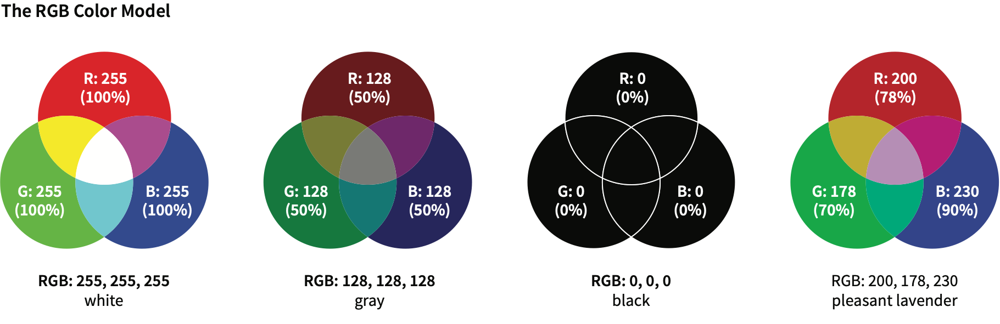 The RGB Color Model
R: 255
(100%)
G: 255
(100%)
B: 255
(100%)
RGB: 255, 255, 255
white
R: 128
(50%)
G: 128
(50%)
B: 128
(50%)
RGB: 128, 128, 128
gray
R: 0
(0%)
G: 0
(0%)
B: 0
(0%)
RGB: 0, 0, 0
black
R: 200
(78%)
G: 178
(70%)
B: 230
(90%)
RGB: 200, 178, 230
pleasant lavender